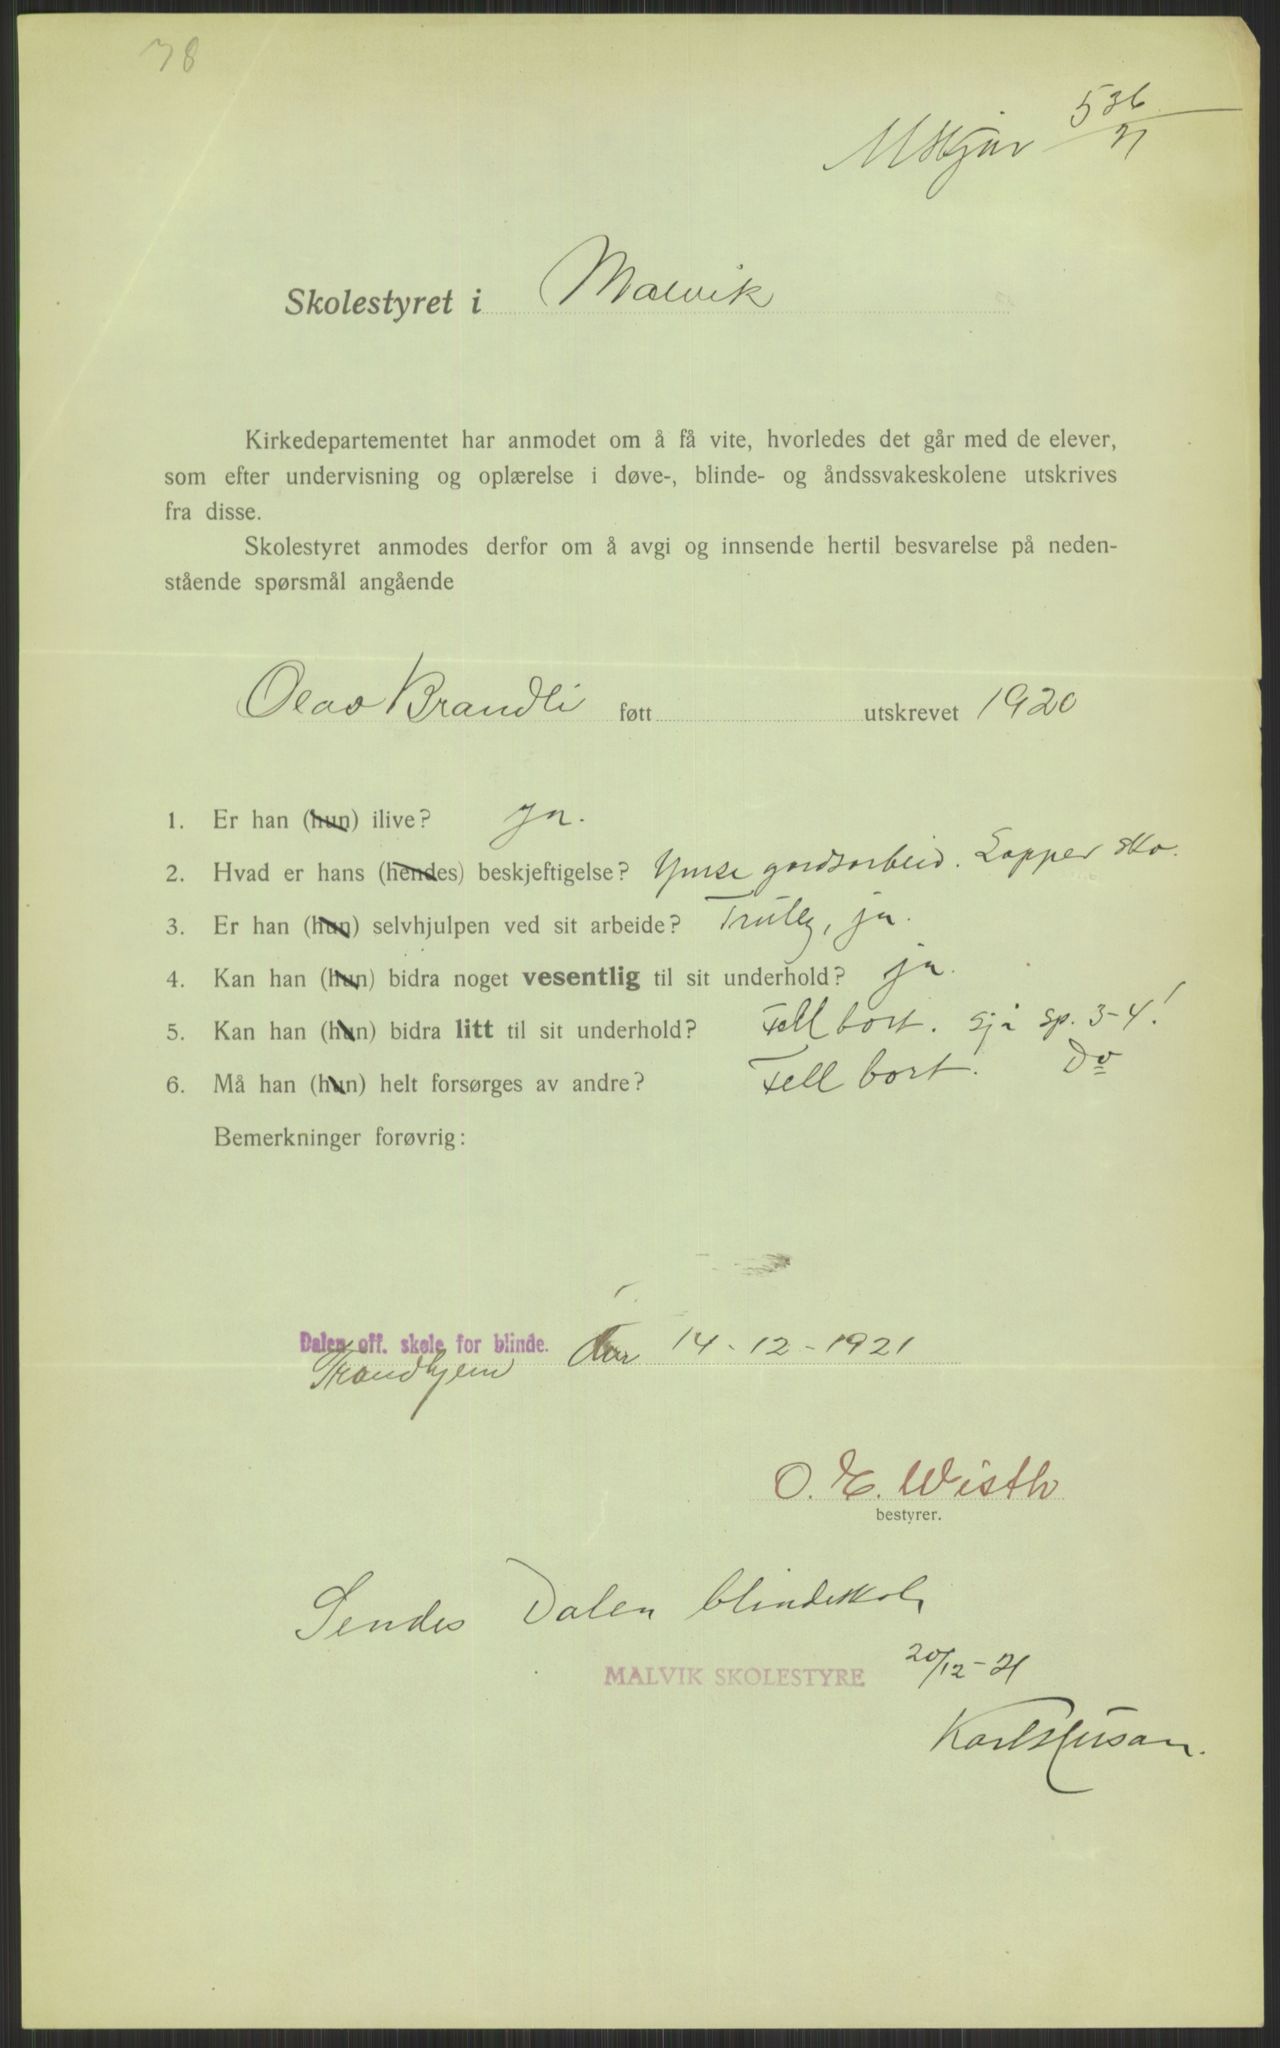 78
536
21
Skolestyret i Malvik
Kirkedepartementet har anmodet om å få vite, hvorledes det går med de elever,
som efter undervisning og oplærelse i døve-, blinde- og åndssvakeskolene utskrives
fra disse.
Skolestyret anmodes derfor om å avgi og innsende hertil besvarelse på neden-
stående spørsmål angående
Olav Brandli født utskrevet 1920
1. Er han (hun) ilive? Ja.
2. Hvad er hans (hendes) beskjeftigelse? Ymse gardsarbeid. Lapper sko.
3. Er han (hun) selvhjulpen ved sit arbeide? Truleg, ja.
4. Kan han (hun) bidra noget vesentlig til sit underhold? ja.
5. Kan han (hun) bidra litt til sit underhold? Fell bort. Sjå sp. 3-4!
6. Må han (hun) helt forsørges av andre? Fell bort. Do
Bemerkninger forøvrig:
Dalen off. skole for blinde. 14-12-1921
Trondhjem
O. E. Wisth
bestyrer.
Sendes Dalen blindeskole
MALVIK SKOLESTYRE 20/12-21